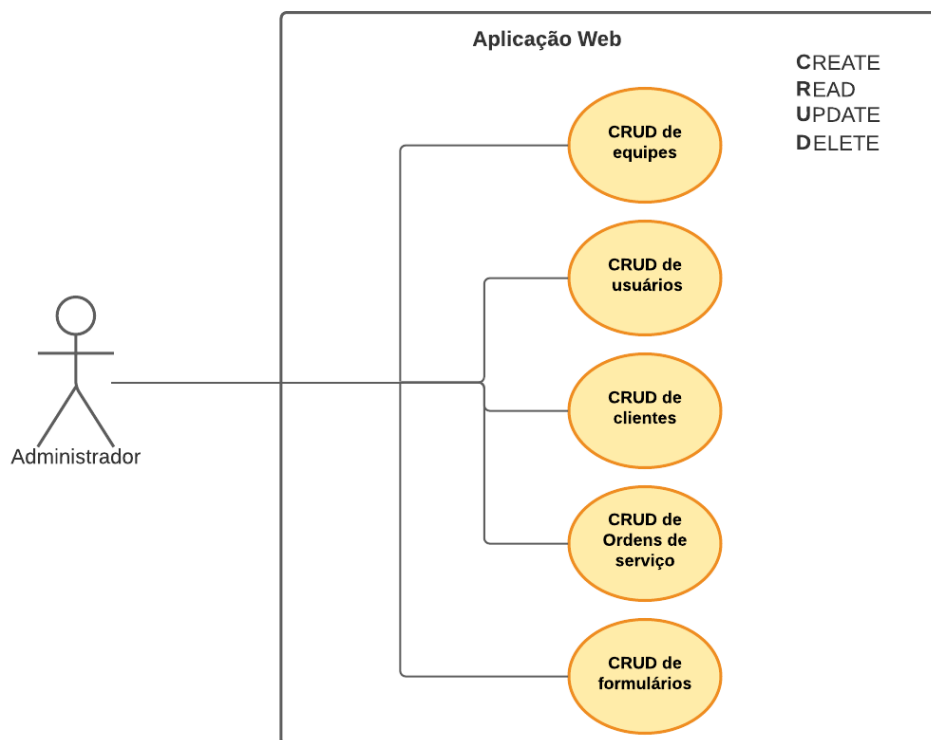 Aplicação Web
CREATE
READ
UPDATE
DELETE
CRUD de
equipes
CRUD de
usuários
CRUD de
clientes
Administrador
CRUD de
Ordens de
serviço
CRUD de
formulários